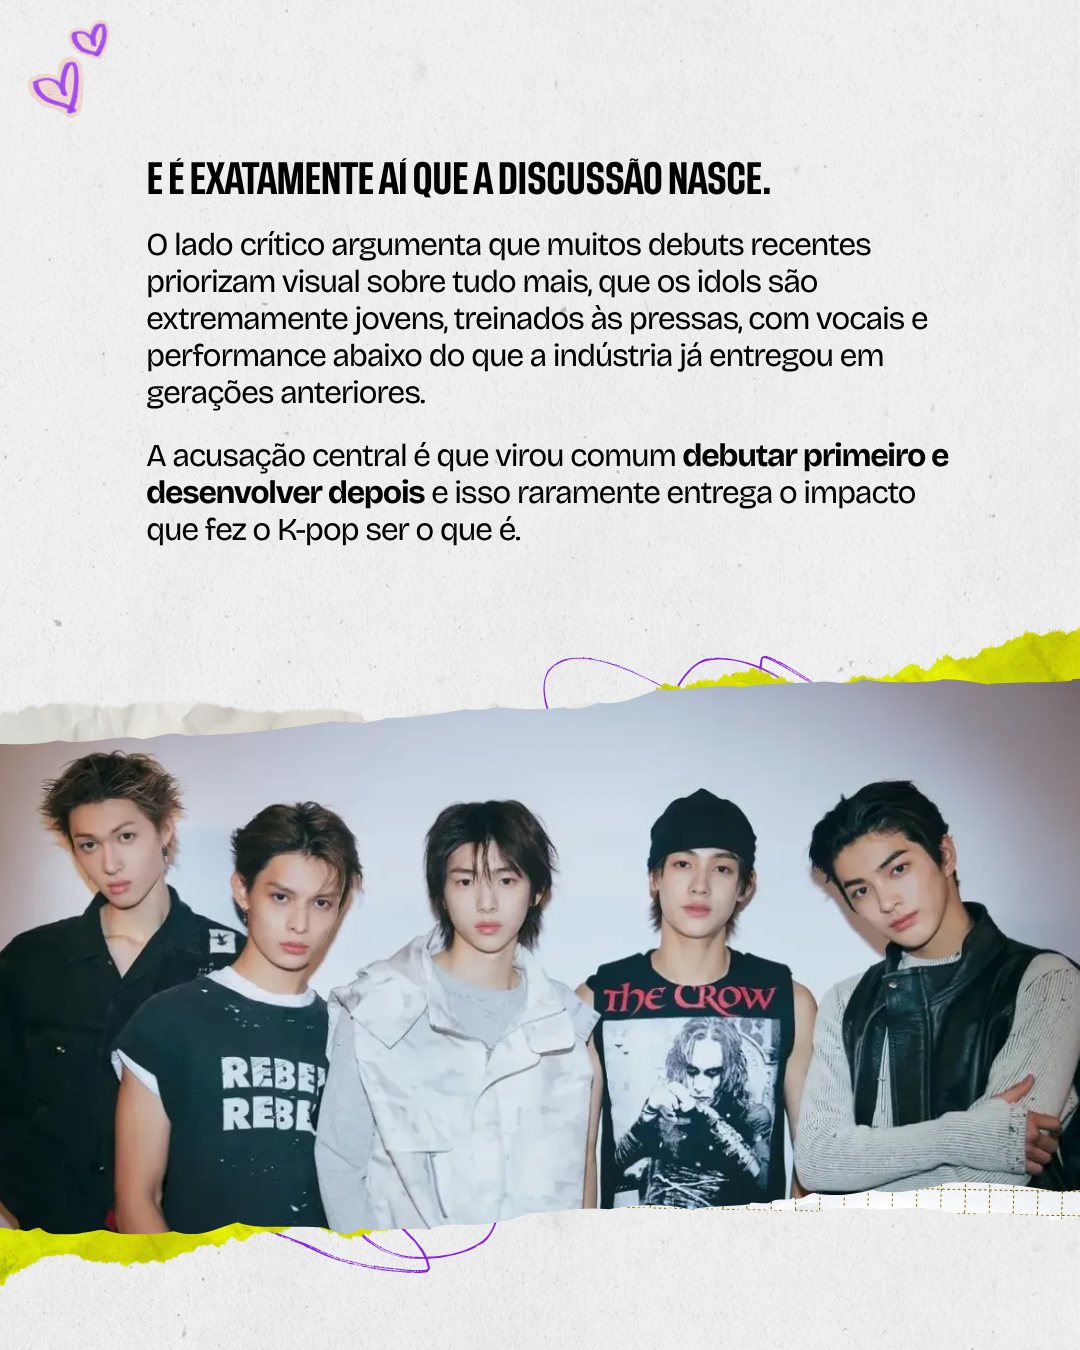 E É EXATAMENTE AÍ QUE A DISCUSSÃO NASCE.
O lado crítico argumenta que muitos debuts recentes
priorizam visual sobre tudo mais, que os idols são
extremamente jovens, treinados às pressas, com vocais e
performance abaixo do que a indústria já entregou em
gerações anteriores.
A acusação central é que virou comum debutar primeiro e
desenvolver depois e isso raramente entrega o impacto
que fez o K-pop ser o que é.
THE CROW